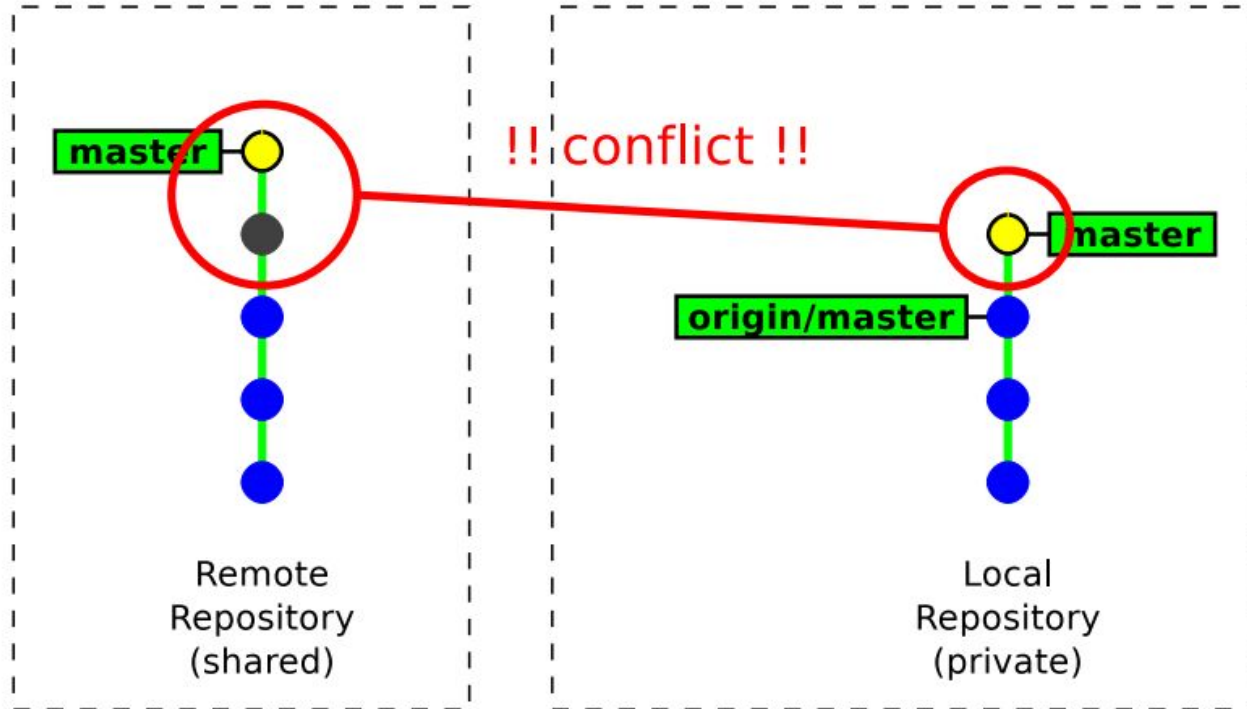 master
!! conflict !!
master
origin/master
Remote
Repository
(shared)
Local
Repository
(private)